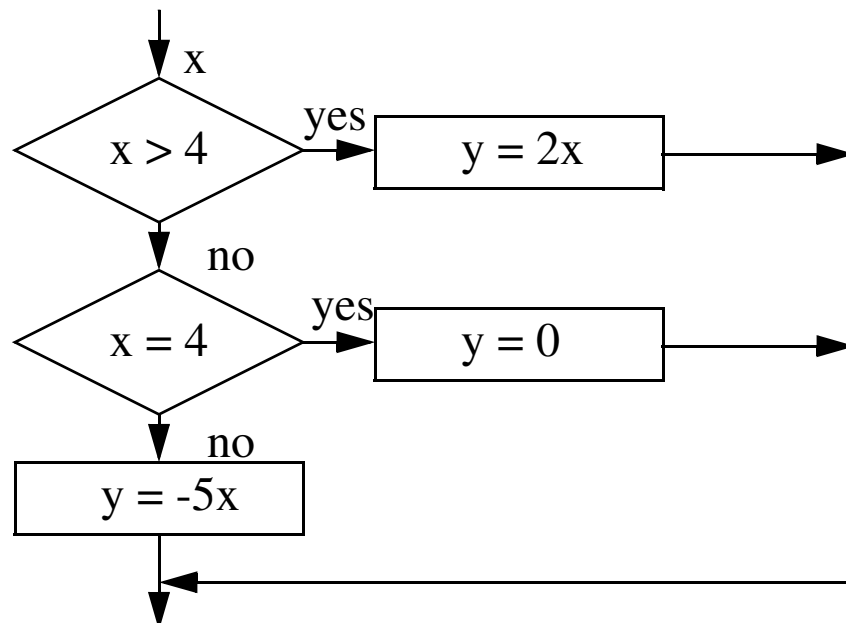 x
x > 4
yes
y = 2x
no
x = 4
yes
y = 0
no
y = -5x